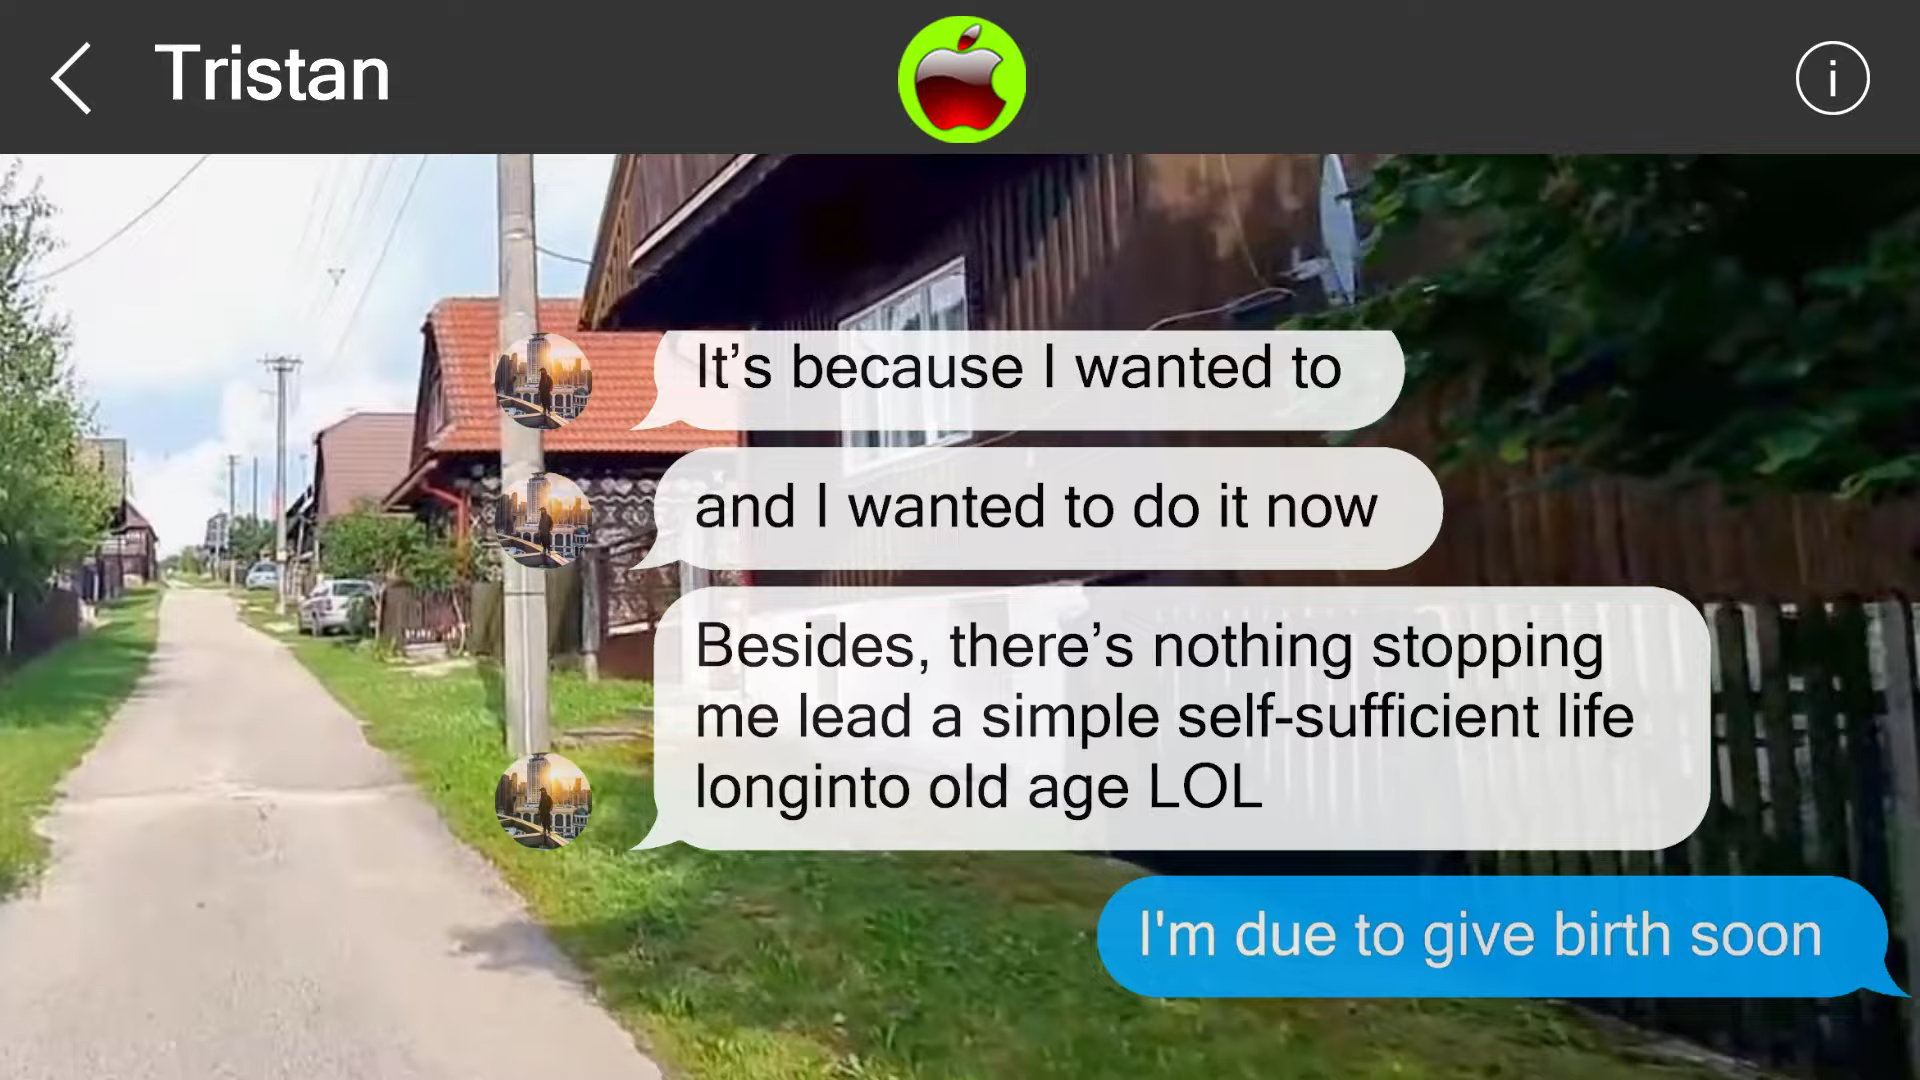 Tristan
i
It’s because I wanted to
and I wanted to do it now
Besides, there’s nothing stopping
me lead a simple self-sufficient life
longinto old age LOL
I'm due to give birth soon